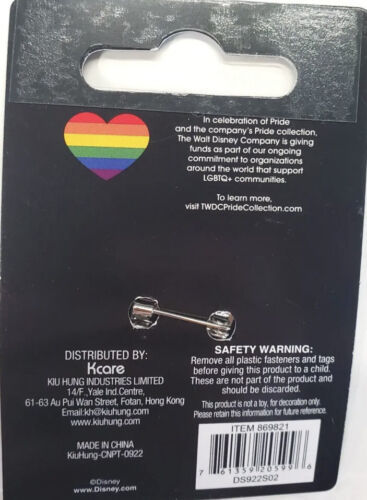 In celebration of Pride
and the company's Pride collection,
The Walt Disney Company is giving
funds as part of our ongoing
commitment to organizations
around the world that support
LGBTQ+ communities.
To learn more,
visit TWDCPrideCollection.com
DISTRIBUTED BY:
Kcare
KIU HUNG INDUSTRIES LIMITED
14/F.,Yale Ind.Centre,
61-63 Au Pui Wan Street, Fotan, Hong Kong
Email:kh@kiuhung.com
www.kiuhung.com
MADE IN CHINA
KiuHung-CNPT-0922
©Disney
www.Disney.com
SAFETY WARNING:
Remove all plastic fasteners and tags
before giving this product to a child.
These are not part of the product and
should be discarded.
This product is not a toy, for decoration only.
Please retain this information for future reference.
ITEM 869821
7 61359 20599 6
DS922S02